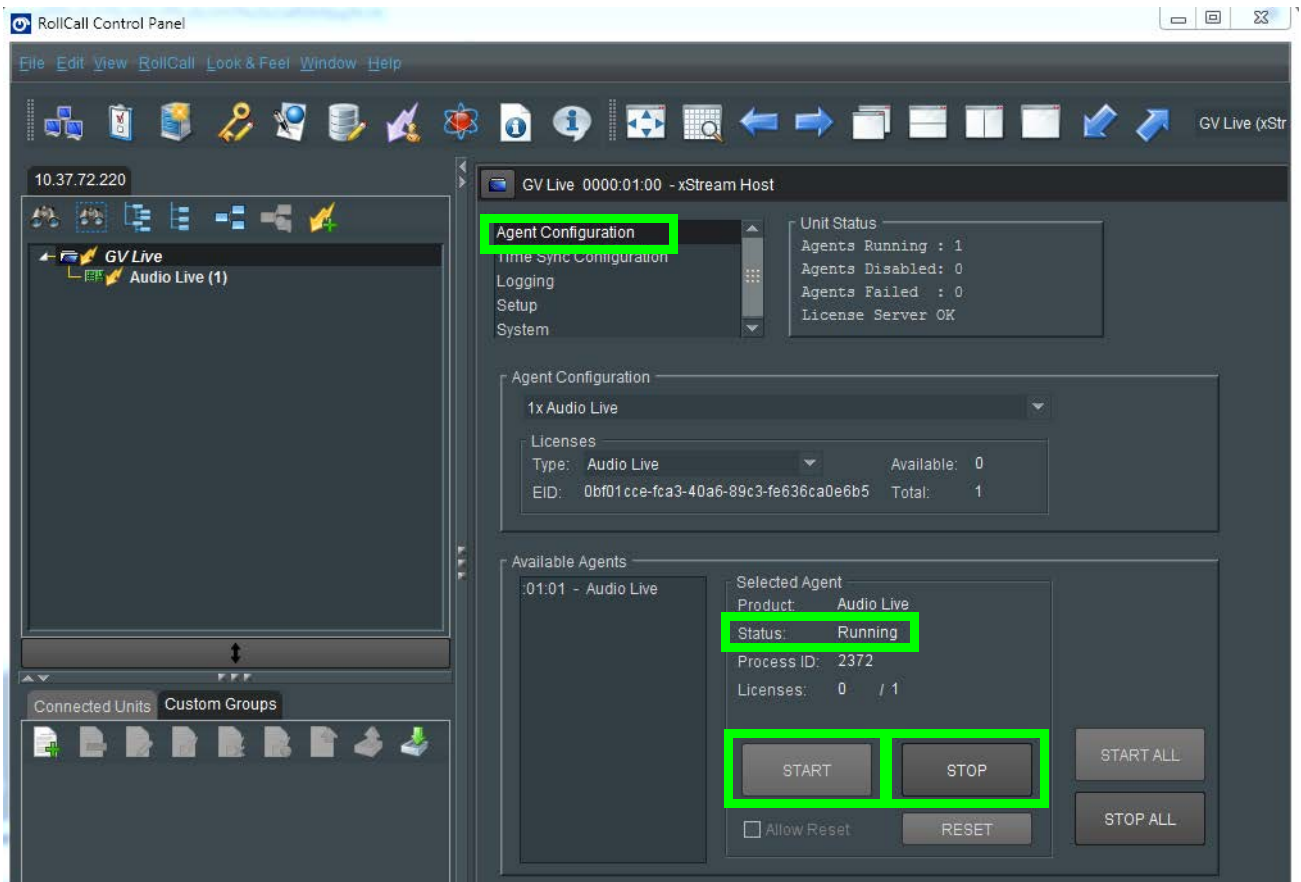 RollCall Control Panel
File Edit View RollCall Look & Feel Window Help
GV Live (xStr
10.37.72.220
GV Live
Audio Live (1)
Connected Units Custom Groups
GV Live 0000:01:00 - xStream Host
Agent Configuration
Time Sync Configuration
Logging
Setup
System
Unit Status
Agents Running : 1
Agents Disabled: 0
Agents Failed : 0
License Server OK
Agent Configuration
1x Audio Live
Licenses
Type: Audio Live Available: 0
EID: 0bf01cce-fca3-40a6-89c3-fe636ca0e6b5 Total: 1
Available Agents
:01:01 - Audio Live
Selected Agent
Product: Audio Live
Status: Running
Process ID: 2372
Licenses: 0 / 1
START STOP
Allow Reset RESET
START ALL
STOP ALL